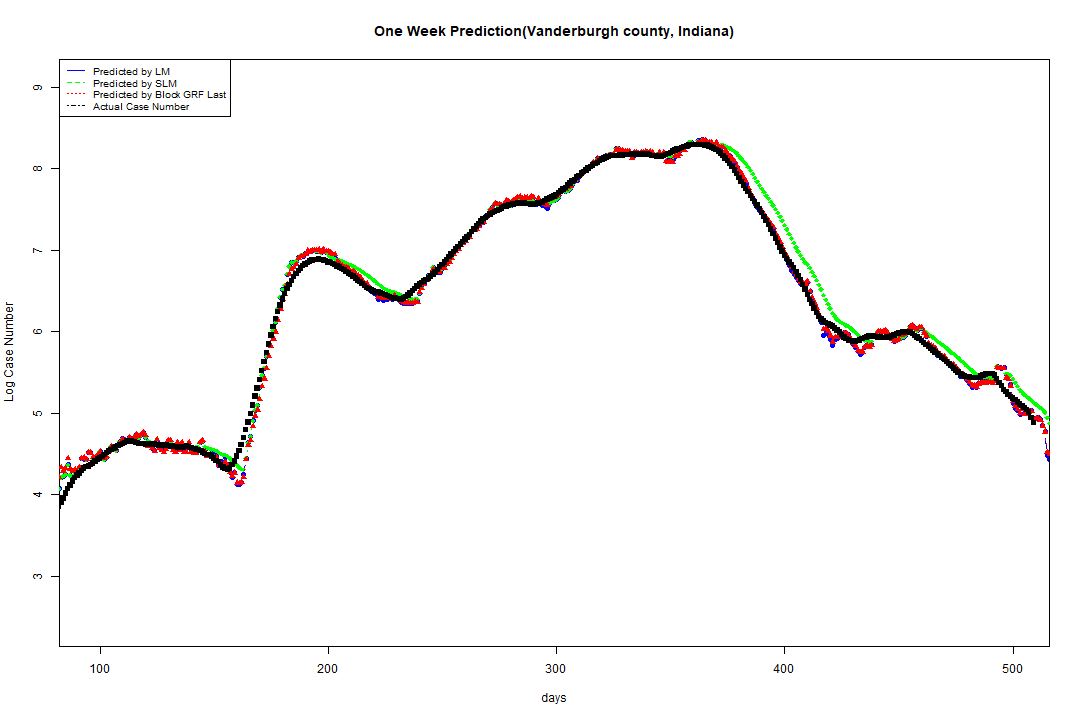 One Week Prediction(Vanderburgh county, Indiana)
Predicted by LM
Predicted by SLM
Predicted by Block GRF Last
Actual Case Number
Log Case Number
9
8
7
6
5
4
3
100 200 300 400 500
days